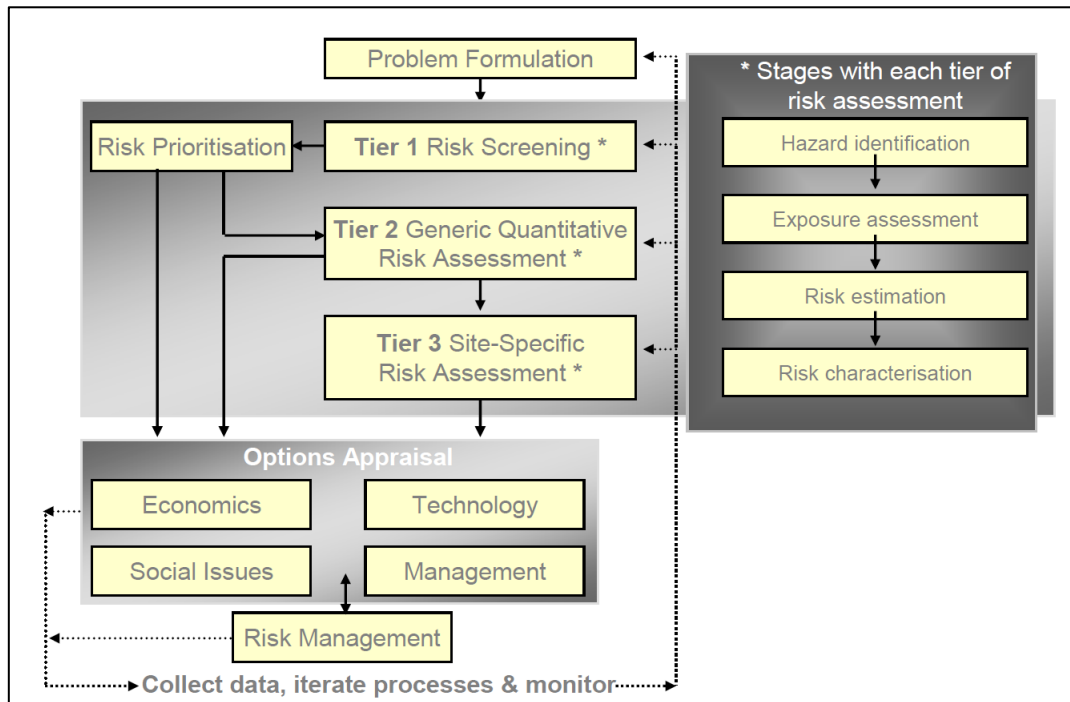 Problem Formulation
* Stages with each tier of
risk assessment
Hazard identification
Exposure assessment
Risk estimation
Risk characterisation
Risk Prioritisation
Tier 1 Risk Screening *
Tier 2 Generic Quantitative
Risk Assessment *
Tier 3 Site-Specific
Risk Assessment *
Options Appraisal
Economics
Technology
Social Issues
Management
Risk Management
Collect data, iterate processes & monitor